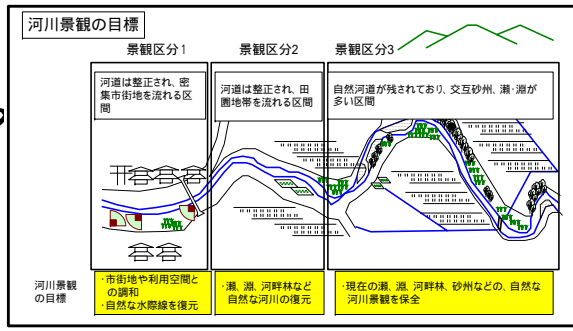 河川景観の目標
景観区分1
景観区分2
景観区分3
河道は整正され、密
集市街地を流れる区
間
河道は整正され、田
園地帯を流れる区間
自然河道が残されており、交互砂州、瀬・淵が
多い区間
河川景観
の目標
・市街地や利用空間と
の調和
・自然な水際線を復元
・瀬、淵、河畔林など
自然な河川の復元
・現在の瀬、淵、河畔林、砂州などの、自然な
河川景観を保全